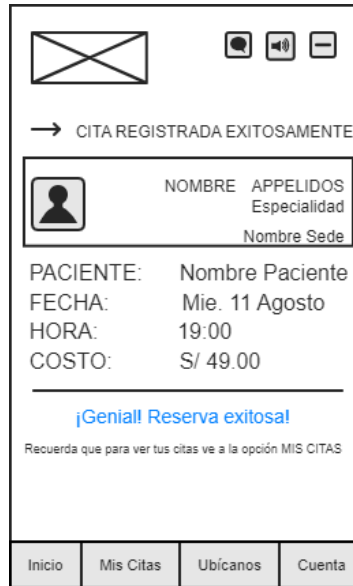 CITA REGISTRADA EXITOSAMENTE
NOMBRE APPELIDOS
Especialidad
Nombre Sede
PACIENTE: Nombre Paciente
FECHA: Mie. 11 Agosto
HORA: 19:00
COSTO: S/ 49.00
¡Genial! Reserva exitosa!
Recuerda que para ver tus citas ve a la opción MIS CITAS
Inicio Mis Citas Ubícanos Cuenta